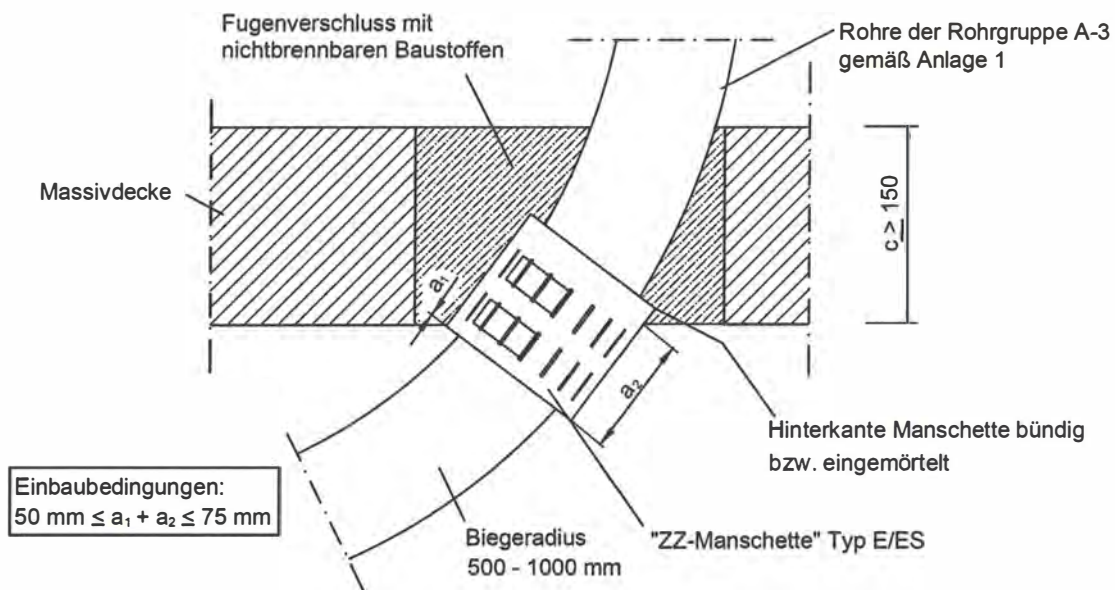 Fugenverschluss mit
nichtbrennbaren Baustoffen
Rohre der Rohrgruppe A-3
gemäß Anlage 1
Massivdecke
c ≥ 150
a₁
a₂
Hinterkante Manschette bündig
bzw. eingemörtelt
Einbaubedingungen:
50 mm ≤ a₁ + a₂ ≤ 75 mm
"ZZ-Manschette" Typ E/ES
Biegeradius
500 - 1000 mm